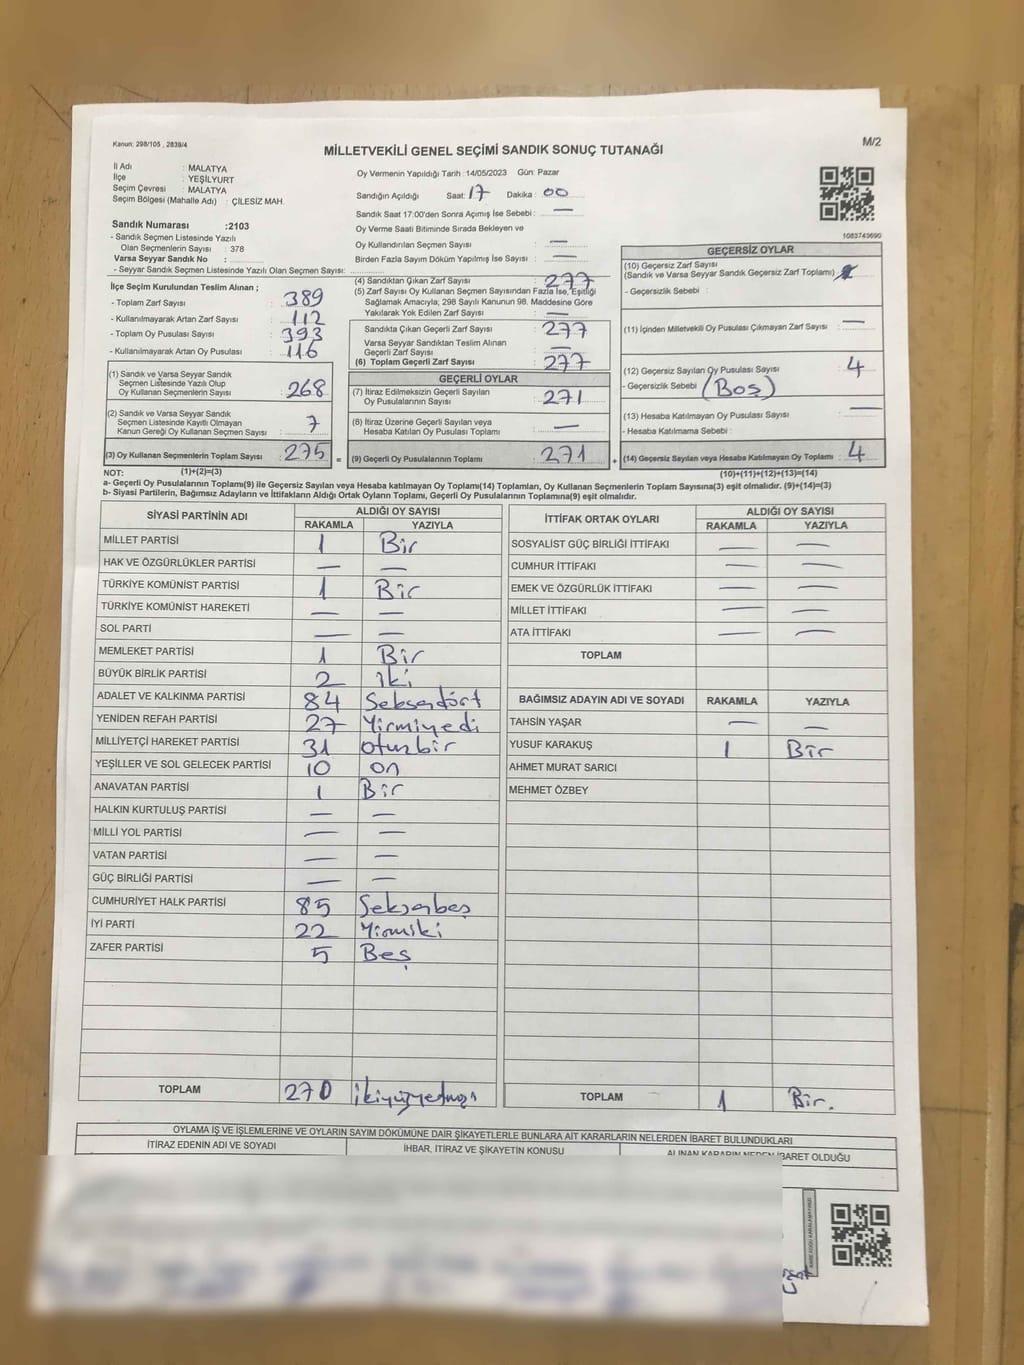 Kanun: 298/105 , 2839/4
M/2
MİLLETVEKİLİ GENEL SEÇİMİ SANDIK SONUÇ TUTANAĞI
İl Adı : MALATYA
İlçe : YEŞİLYURT
Seçim Çevresi : MALATYA
Seçim Bölgesi (Mahalle Adı) : ÇİLESİZ MAH.
Sandık Numarası :2103
- Sandık Seçmen Listesinde Yazılı
Olan Seçmenlerin Sayısı : 378
Varsa Seyyar Sandık No :
- Seyyar Sandık Seçmen Listesinde Yazılı Olan Seçmen Sayısı:
Oy Vermenin Yapıldığı Tarih :14/05/2023 Gün: Pazar
Sandığın Açıldığı Saat: 17 Dakika : 00
Sandık Saat 17:00'den Sonra Açımış İse Sebebi : —
Oy Verme Saati Bitiminde Sırada Bekleyen ve
Oy Kullandırılan Seçmen Sayısı : —
Birden Fazla Sayım Döküm Yapılmış İse Sayısı : —
1083743690
İlçe Seçim Kurulundan Teslim Alınan ;
- Toplam Zarf Sayısı : 389
- Kullanılmayarak Artan Zarf Sayısı : 112
- Toplam Oy Pusulası Sayısı : 393
- Kullanılmayarak Artan Oy Pusulası : 116
(1) Sandık ve Varsa Seyyar Sandık
Seçmen Listesinde Yazılı Olup
Oy Kullanan Seçmenlerin Sayısı : 268
(2) Sandık ve Varsa Seyyar Sandık
Seçmen Listesinde Kayıtlı Olmayan
Kanun Gereği Oy Kullanan Seçmen Sayısı : 7
(3) Oy Kullanan Seçmenlerin Toplam Sayısı : 275 =
(4) Sandıktan Çıkan Zarf Sayısı : 277
(5) Zarf Sayısı Oy Kullanan Seçmen Sayısından Fazla İse, Eşitliği
Sağlamak Amacıyla, 298 Sayılı Kanunun 98. Maddesine Göre
Yakılarak Yok Edilen Zarf Sayısı : —
Sandıkta Çıkan Geçerli Zarf Sayısı : 277
Varsa Seyyar Sandıktan Teslim Alınan
Geçerli Zarf Sayısı : —
(6) Toplam Geçerli Zarf Sayısı : 277
GEÇERLİ OYLAR
(7) İtiraz Edilmeksizin Geçerli Sayılan
Oy Pusulalarının Sayısı : 271
(8) İtiraz Üzerine Geçerli Sayılan veya
Hesaba Katılan Oy Pusulası Toplamı : —
(9) Geçerli Oy Pusulalarının Toplamı : 271 +
GEÇERSİZ OYLAR
(10) Geçersiz Zarf Sayısı
(Sandık ve Varsa Seyyar Sandık Geçersiz Zarf Toplamı) :
- Geçersizlik Sebebi :
(11) İçinden Milletvekili Oy Pusulası Çıkmayan Zarf Sayısı : —
(12) Geçersiz Sayılan Oy Pusulası Sayısı : 4
- Geçersizlik Sebebi : (Boş)
(13) Hesaba Katılmayan Oy Pusulası Sayısı : —
- Hesaba Katılmama Sebebi :
(14) Geçersiz Sayılan veya Hesaba Katılmayan Oy Toplamı : 4
NOT: (1)+(2)=(3) (10)+(11)+(12)+(13)=(14)
a- Geçerli Oy Pusulalarının Toplamı(9) ile Geçersiz Sayılan veya Hesaba Katılmayan Oy Toplamı(14) Toplamları, Oy Kullanan Seçmenlerin Toplam Sayısına(3) eşit olmalıdır. (9)+(14)=(3)
b- Siyasi Partilerin, Bağımsız Adayların ve İttifakların Aldığı Ortak Oyların Toplamı, Geçerli Oy Pusulalarının Toplamına(9) eşit olmalıdır.
SİYASİ PARTİNİN ADI ALDIĞI OY SAYISI
RAKAMLA YAZIYLA
MİLLET PARTİSİ 1 Bir
HAK VE ÖZGÜRLÜKLER PARTİSİ — —
TÜRKİYE KOMÜNİST PARTİSİ 1 Bir
TÜRKİYE KOMÜNİST HAREKETİ — —
SOL PARTİ — —
MEMLEKET PARTİSİ 1 Bir
BÜYÜK BİRLİK PARTİSİ 2 iki
ADALET VE KALKINMA PARTİSİ 84 Seksendört
YENİDEN REFAH PARTİSİ 27 Yirmiyedi
MİLLİYETÇİ HAREKET PARTİSİ 31 otuzbir
YEŞİLLER VE SOL GELECEK PARTİSİ 10 on
ANAVATAN PARTİSİ 1 Bir
HALKIN KURTULUŞ PARTİSİ — —
MİLLİ YOL PARTİSİ — —
VATAN PARTİSİ — —
GÜÇ BİRLİĞİ PARTİSİ — —
CUMHURİYET HALK PARTİSİ 85 Seksenbeş
İYİ PARTİ 22 Yirmiiki
ZAFER PARTİSİ 5 Beş
TOPLAM 270 ikiyüzyetmiş
İTTİFAK ORTAK OYLARI ALDIĞI OY SAYISI
RAKAMLA YAZIYLA
SOSYALİST GÜÇ BİRLİĞİ İTTİFAKI — —
CUMHUR İTTİFAKI — —
EMEK VE ÖZGÜRLÜK İTTİFAKI — —
MİLLET İTTİFAKI — —
ATA İTTİFAKI — —
TOPLAM
BAĞIMSIZ ADAYIN ADI VE SOYADI RAKAMLA YAZIYLA
TAHSİN YAŞAR — —
YUSUF KARAKUŞ 1 Bir
AHMET MURAT SARICI
MEHMET ÖZBEY
TOPLAM 1 Bir.
OYLAMA İŞ VE İŞLEMLERİNE VE OYLARIN SAYIM DÖKÜMÜNE DAİR ŞİKAYETLERLE BUNLARA AİT KARARLARIN NELERDEN İBARET BULUNDUKLARI
İTİRAZ EDENİN ADI VE SOYADI İHBAR, İTİRAZ VE ŞİKAYETİN KONUSU ALINAN KARARIN NEDEN İBARET OLDUĞU